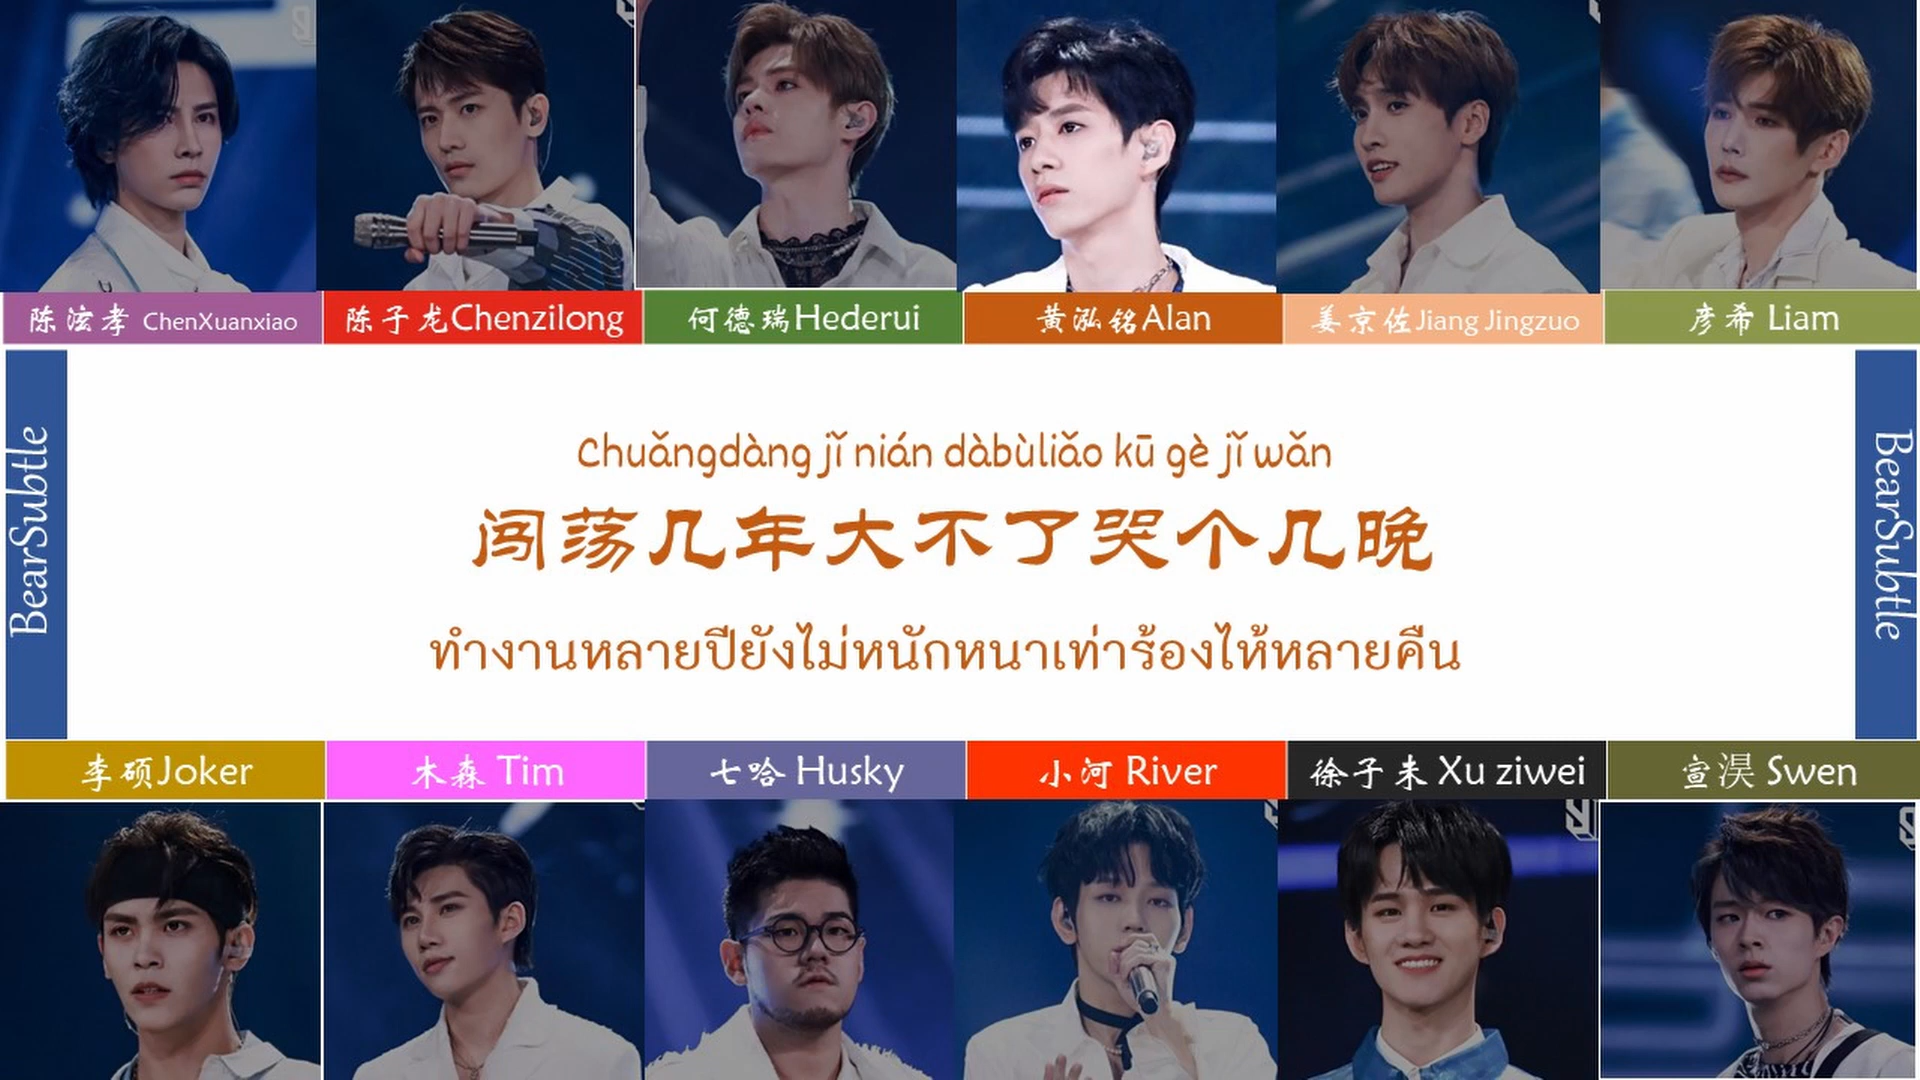 陈泫孝 ChenXuanxiao
陈子龙Chenzilong
何德瑞Hederui
黄泓铭Alan
姜京佐Jiang Jingzuo
彦希 Liam
BearSubtle
Chuǎngdàng jǐ nián dàbùliǎo kū gè jǐ wǎn
闯荡几年大不了哭个几晚
ทำงานหลายปียังไม่หนักหนาเท่าร้องไห้หลายคืน
BearSubtle
李硕Joker
木森 Tim
七哈 Husky
小河 River
徐子未 Xu ziwei
宣淏 Swen